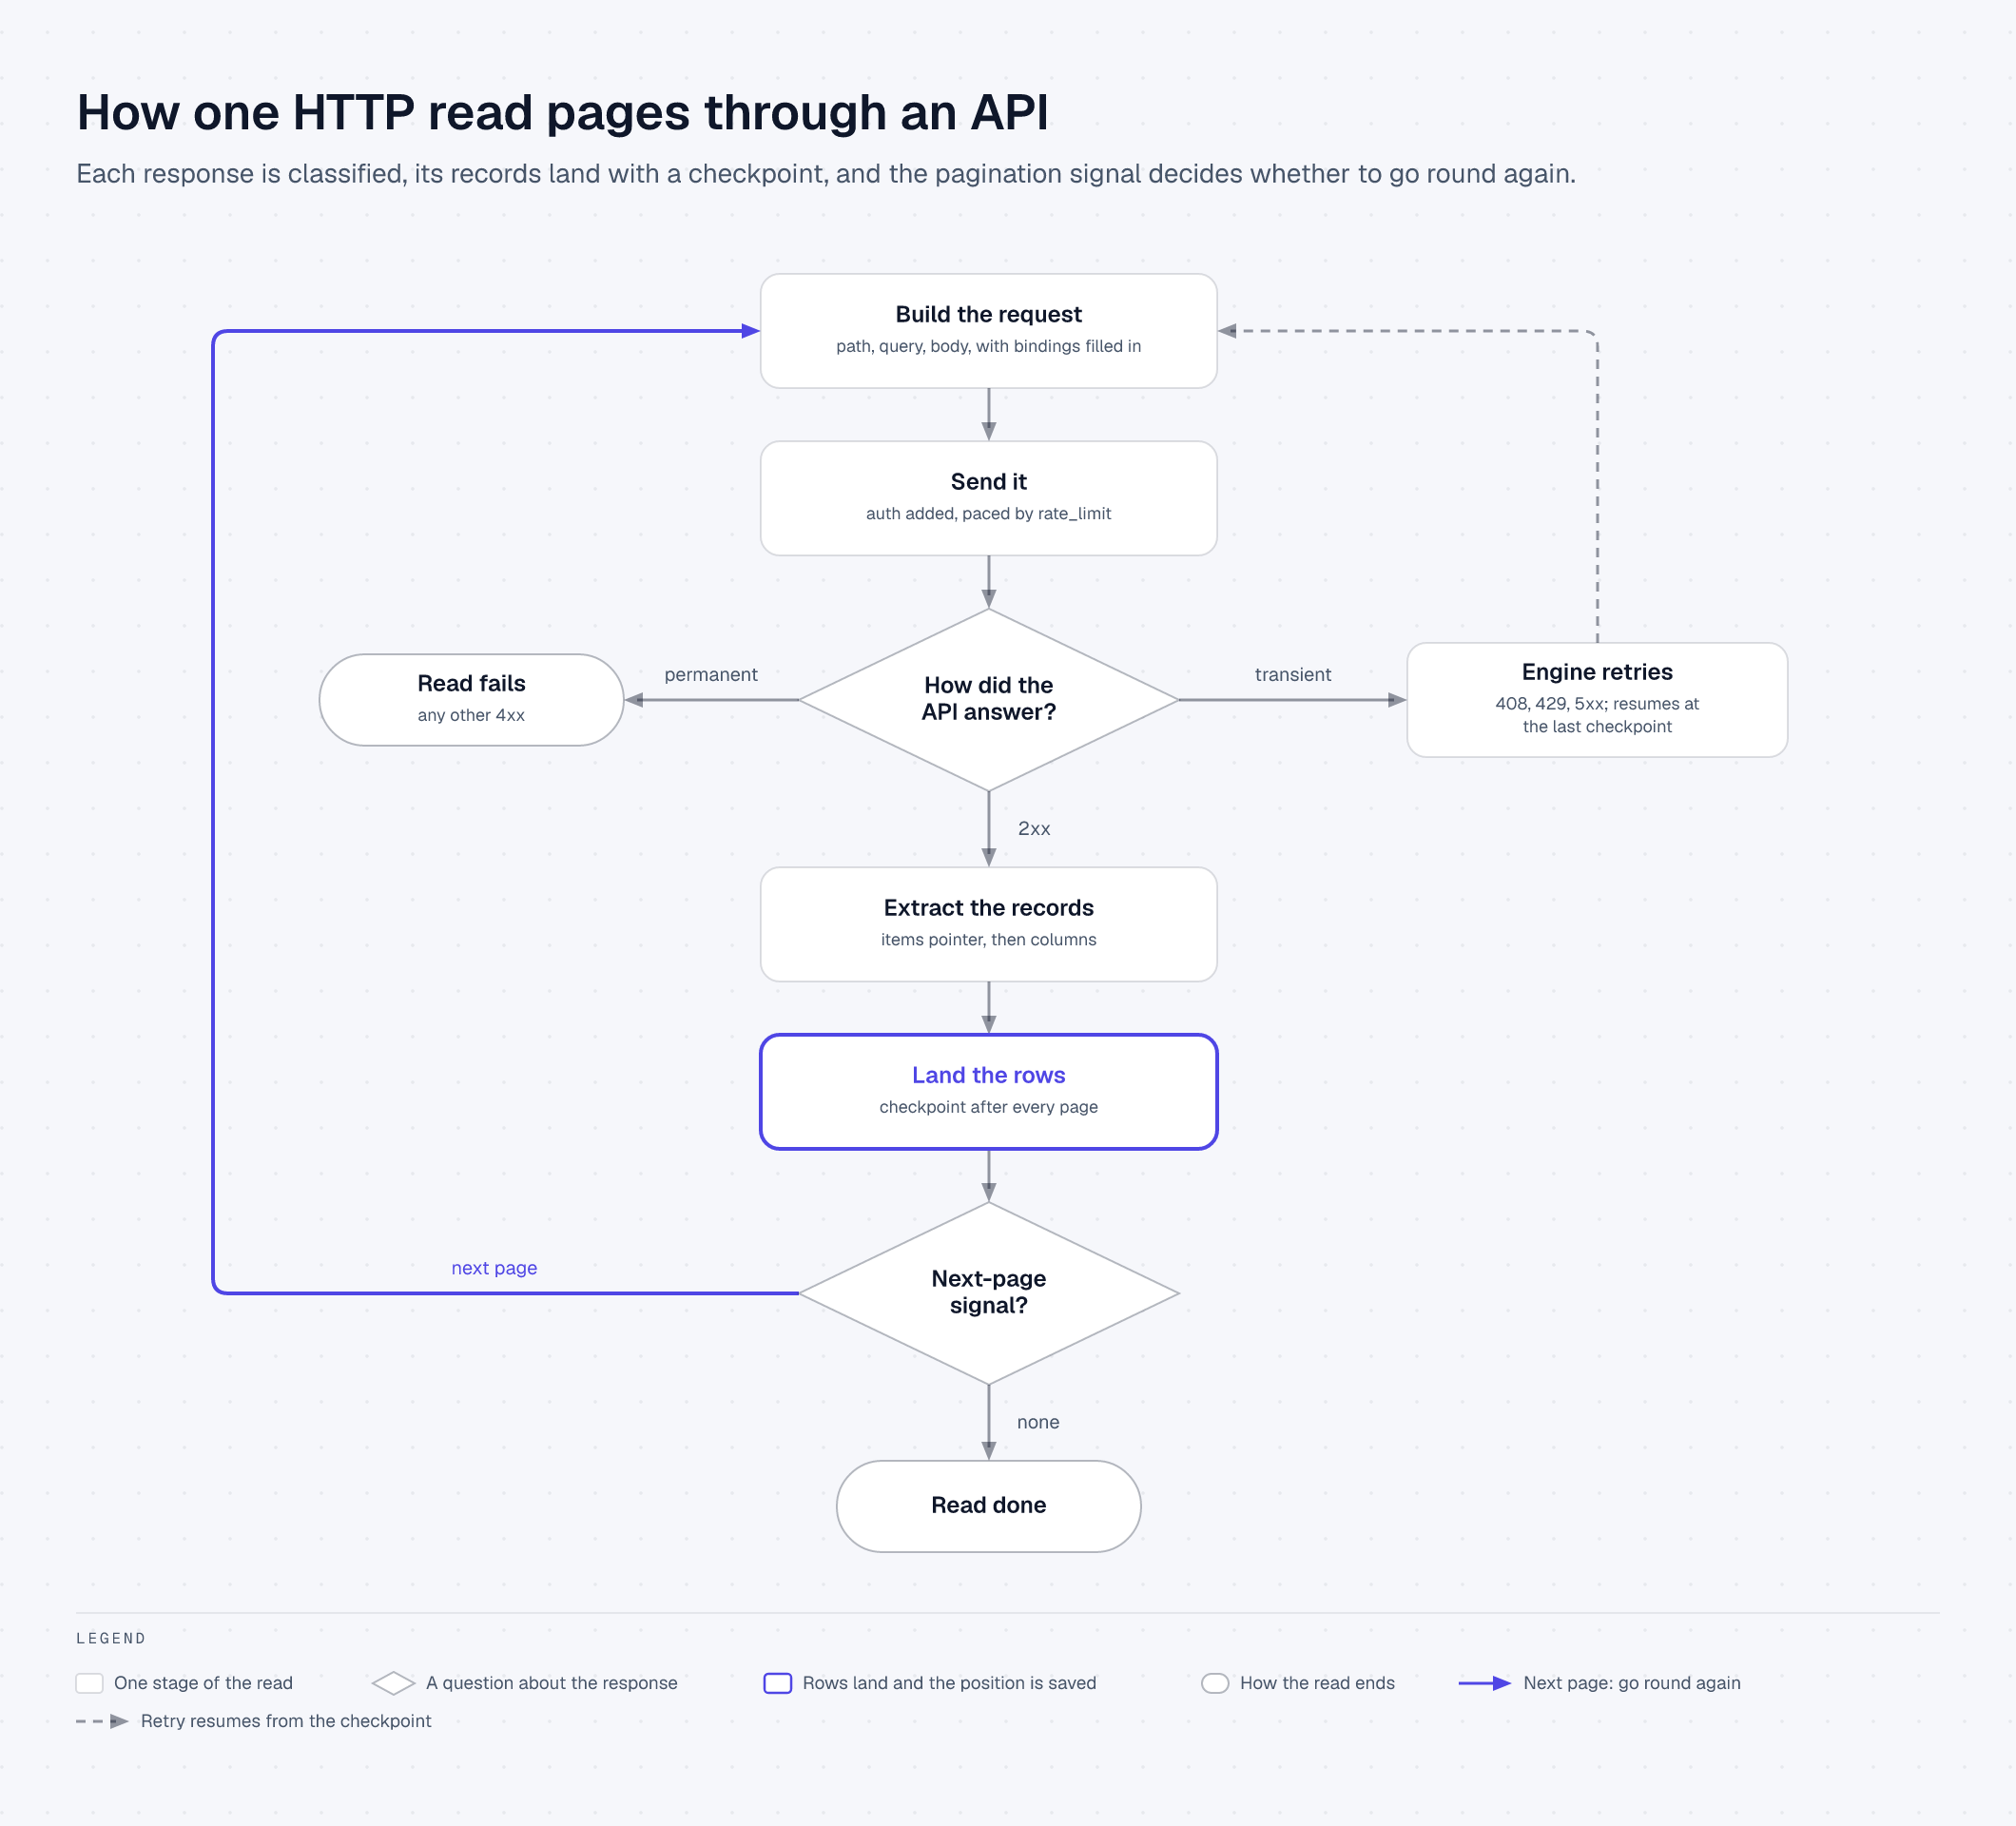 How one HTTP read pages through an API
Each response is classified, its records land with a checkpoint, and the pagination signal decides whether to go round again.
Build the request
path, query, body, with bindings filled in
Send it
auth added, paced by rate_limit
Read fails
any other 4xx
permanent
How did the
API answer?
transient
Engine retries
408, 429, 5xx; resumes at
the last checkpoint
2xx
Extract the records
items pointer, then columns
Land the rows
checkpoint after every page
next page
Next-page
signal?
none
Read done
LEGEND
One stage of the read
A question about the response
Rows land and the position is saved
How the read ends
Next page: go round again
Retry resumes from the checkpoint